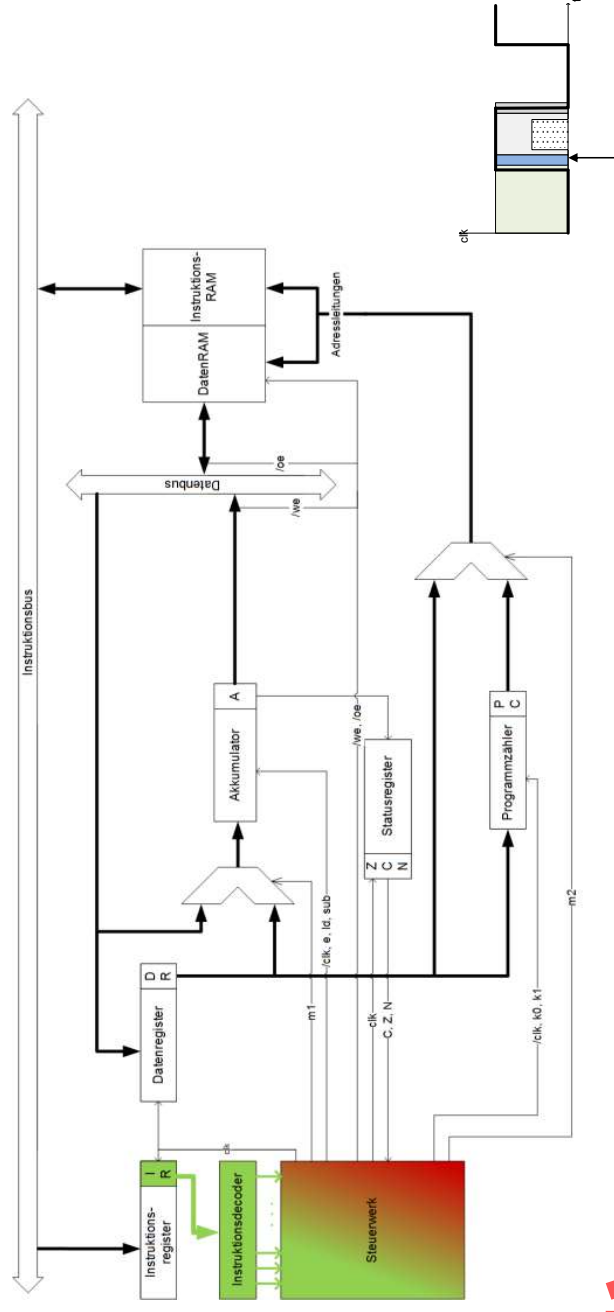 Instruktionsbus
Instruktions-
register
I
R
Instruktionsdecoder
. . .
Steuerwerk
clk
Datenregister
D
R
m1
/clk, e, ld, sub
/we, /oe
clk
C, Z, N
/clk, k0, k1
m2
Akkumulator
A
Statusregister
Z
C
N
Programmzähler
P
C
Datenbus
/we
/oe
DatenRAM
Instruktions-
RAM
Adressleitungen
clk